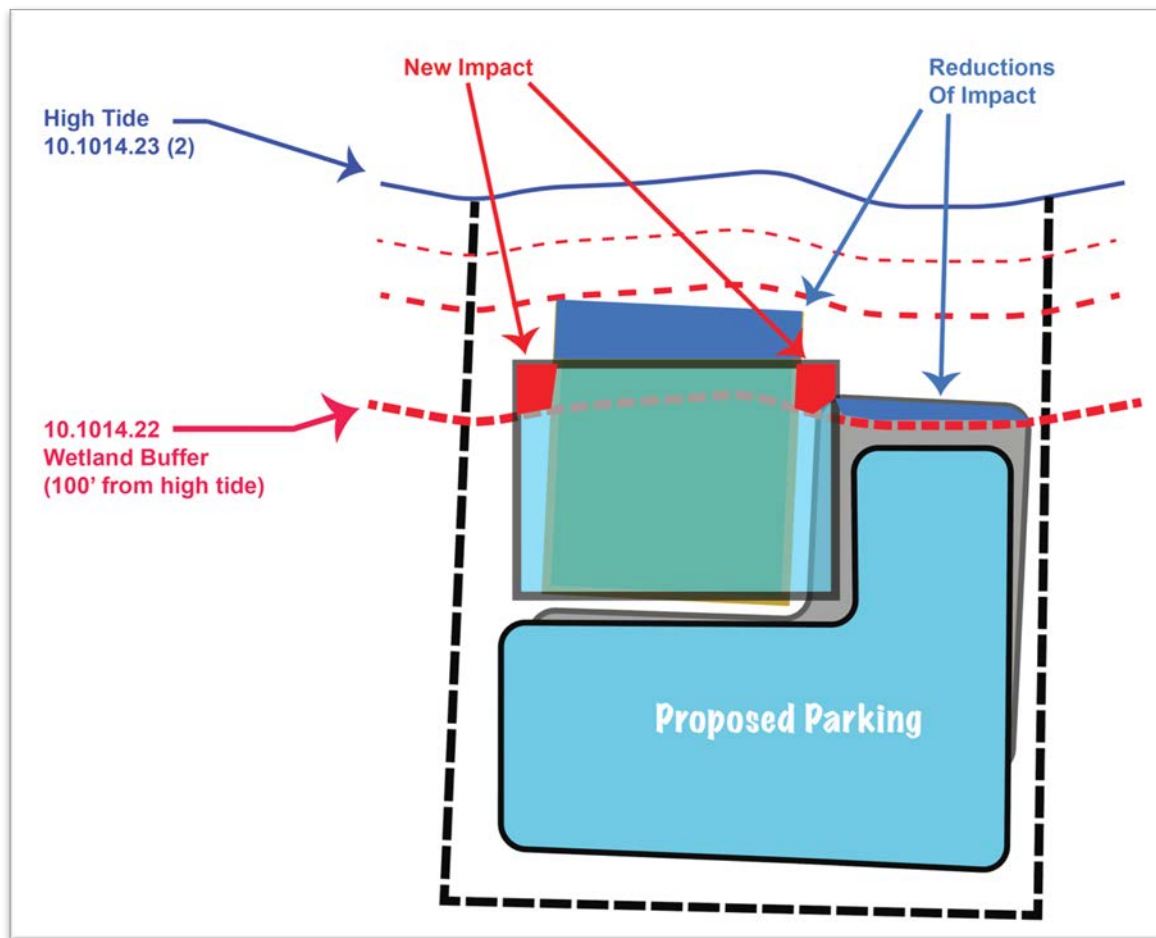 New Impact
Reductions
Of Impact
High Tide
10.1014.23 (2)
10.1014.22
Wetland Buffer
(100’ from high tide)
Proposed Parking